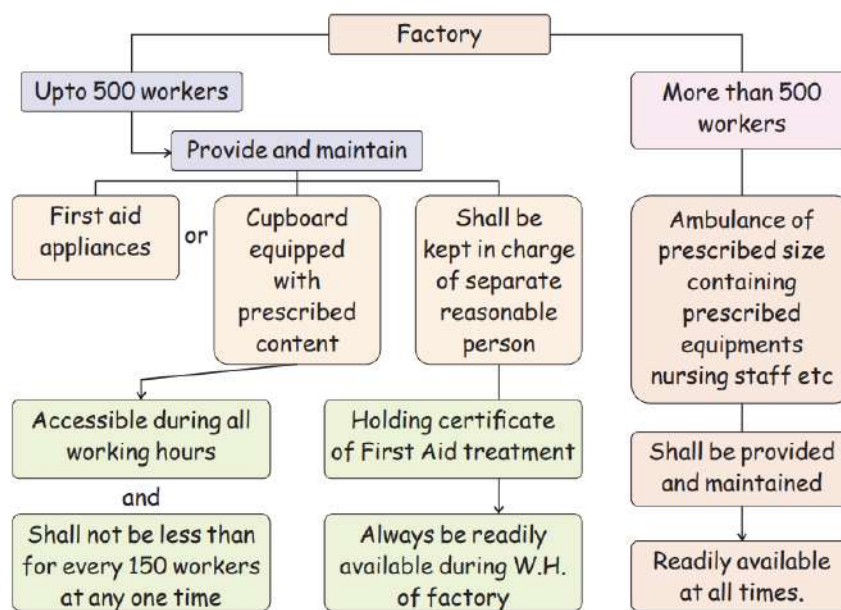 Factory
Upto 500 workers
More than 500
workers
Provide and maintain
First aid
appliances
or
Cupboard
equipped
with
prescribed
content
Shall be
kept in charge
of separate
reasonable
person
Ambulance of
prescribed size
containing
prescribed
equipments
nursing staff etc
Accessible during all
working hours
and
Shall not be less than
for every 150 workers
at any one time
Holding certificate
of First Aid treatment
Always be readily
available during W.H.
of factory
Shall be provided
and maintained
Readily available
at all times.